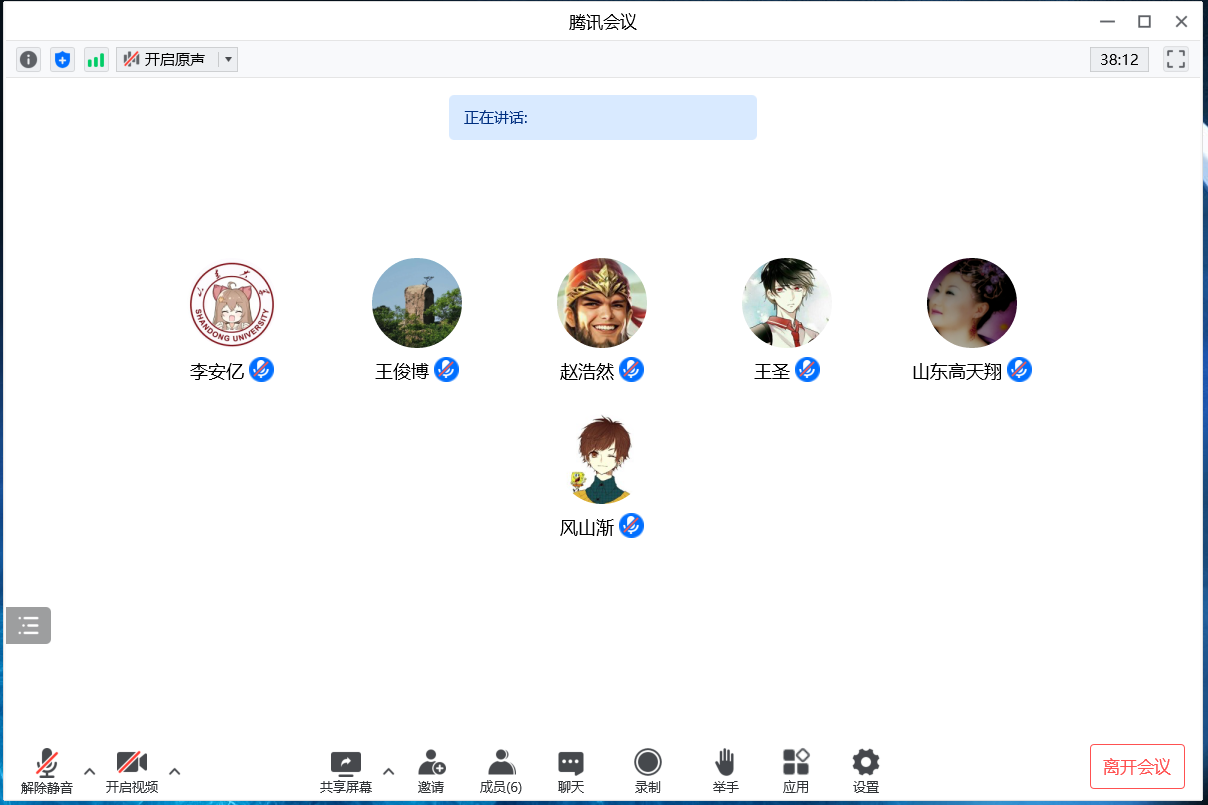 腾讯会议
开启原声
38:12
正在讲话:
SHANDONG UNIVERSITY
李安亿
王俊博
赵浩然
王圣
山东高天翔
风山渐
解除静音
开启视频
共享屏幕
邀请
成员(6)
聊天
录制
举手
应用
设置
离开会议